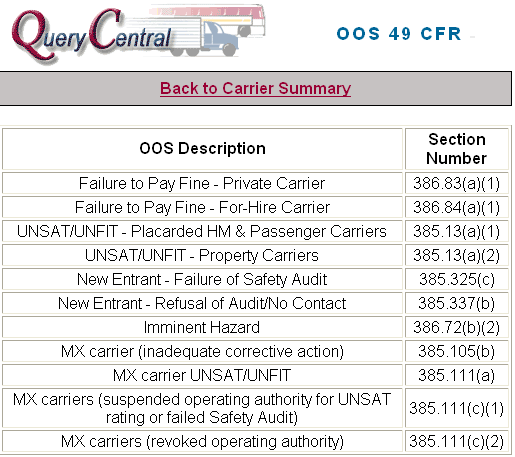 Query Central
OOS 49 CFR
Back to Carrier Summary
OOS Description
Section
Number
Failure to Pay Fine - Private Carrier 386.83(a)(1)
Failure to Pay Fine - For-Hire Carrier 386.84(a)(1)
UNSAT/UNFIT - Placarded HM & Passenger Carriers 385.13(a)(1)
UNSAT/UNFIT - Property Carriers 385.13(a)(2)
New Entrant - Failure of Safety Audit 385.325(c)
New Entrant - Refusal of Audit/No Contact 385.337(b)
Imminent Hazard 386.72(b)(2)
MX carrier (inadequate corrective action) 385.105(b)
MX carrier UNSAT/UNFIT 385.111(a)
MX carriers (suspended operating authority for UNSAT
rating or failed Safety Audit) 385.111(c)(1)
MX carriers (revoked operating authority) 385.111(c)(2)